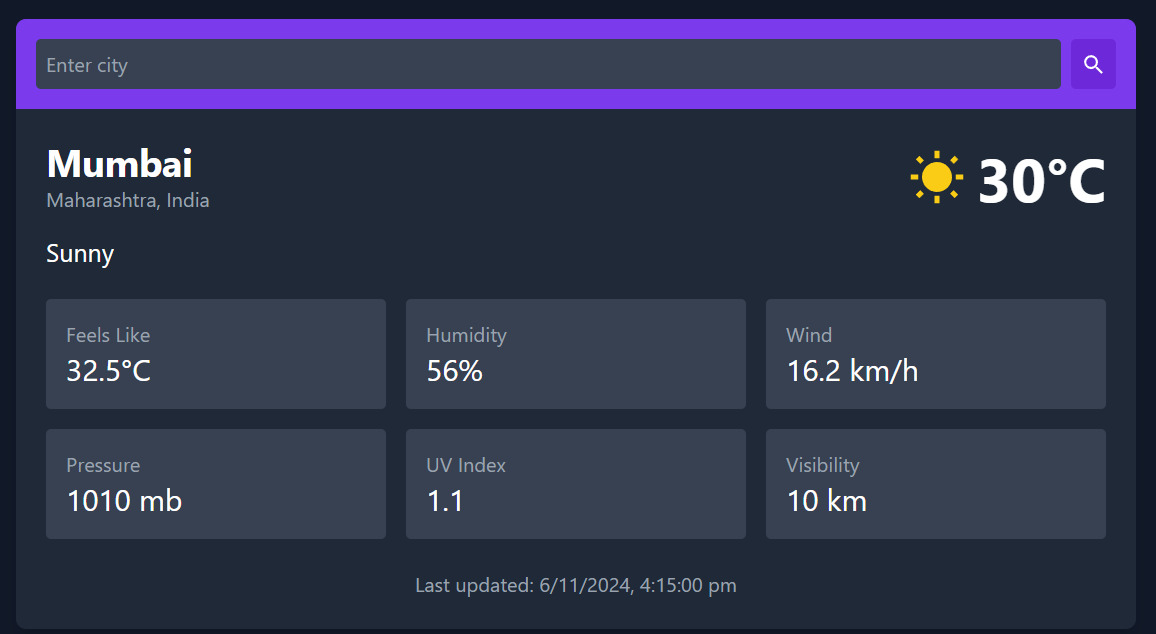 Enter city
Mumbai
30°C
Maharashtra, India
Sunny
Feels Like
32.5°C
Humidity
56%
Wind
16.2 km/h
Pressure
1010 mb
UV Index
1.1
Visibility
10 km
Last updated: 6/11/2024, 4:15:00 pm